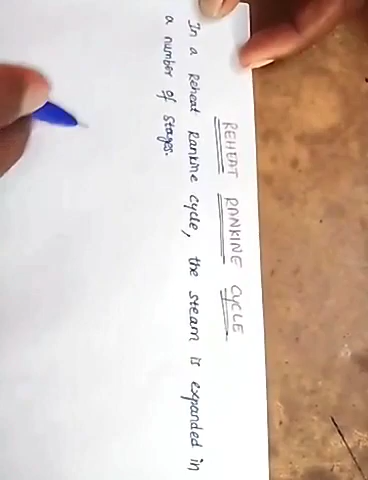 REHEAT RANKINE CYCLE
In a Reheat Rankine cycle, the steam is expanded in
a number of stages.